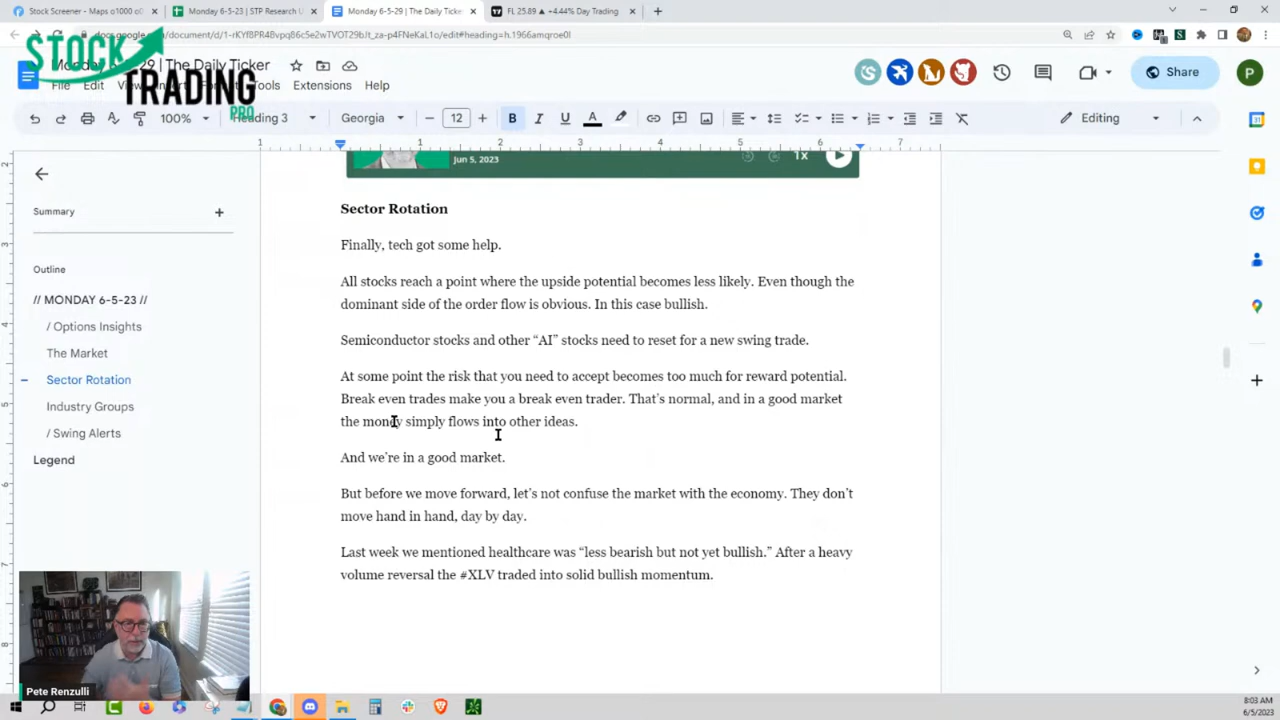 Stock Screener - Maps o1000 o0
Monday 6-5-23 | STP Research U
Monday 6-5-29 | The Daily Ticker
FL 25.89 ▲ +4.44% Day Trading
STOCK
TRADING
PRO
| The Daily Ticker
File Edit
Tools Extensions Help
Share
P
100%
Heading 3
Georgia
12
Editing
1 1 2 3 4 5 6 7
Summary
Outline
// MONDAY 6-5-23 //
/ Options Insights
The Market
Sector Rotation
Industry Groups
/ Swing Alerts
Legend
Jun 5, 2023
1x
Sector Rotation
Finally, tech got some help.
All stocks reach a point where the upside potential becomes less likely. Even though the
dominant side of the order flow is obvious. In this case bullish.
Semiconductor stocks and other “AI” stocks need to reset for a new swing trade.
At some point the risk that you need to accept becomes too much for reward potential.
Break even trades make you a break even trader. That’s normal, and in a good market
the money simply flows into other ideas.
And we’re in a good market.
But before we move forward, let’s not confuse the market with the economy. They don’t
move hand in hand, day by day.
Last week we mentioned healthcare was “less bearish but not yet bullish.” After a heavy
volume reversal the #XLV traded into solid bullish momentum.
Pete Renzulli
8:03 AM
6/5/2023